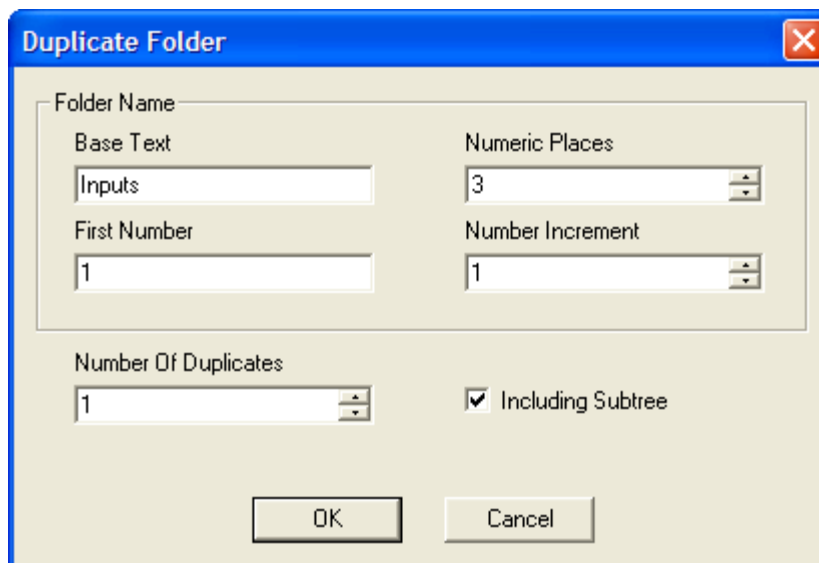 Duplicate Folder
Folder Name
Base Text
Numeric Places
Inputs
3
First Number
Number Increment
1
1
Number Of Duplicates
1
Including Subtree
OK
Cancel